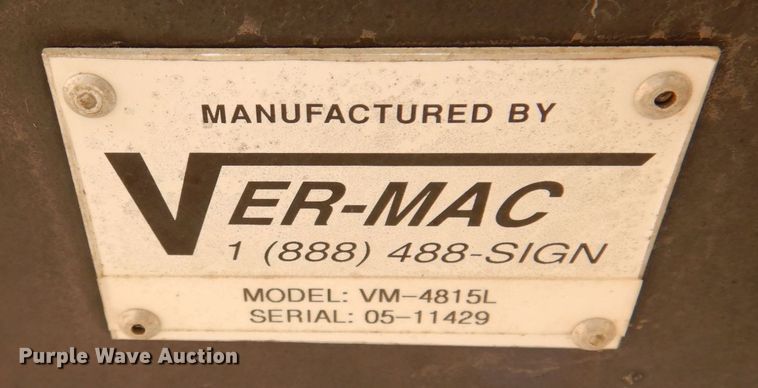 MANUFACTURED BY
VER-MAC
1 (888) 488-SIGN
MODEL: VM-4815L
SERIAL: 05-11429
Purple Wave Auction